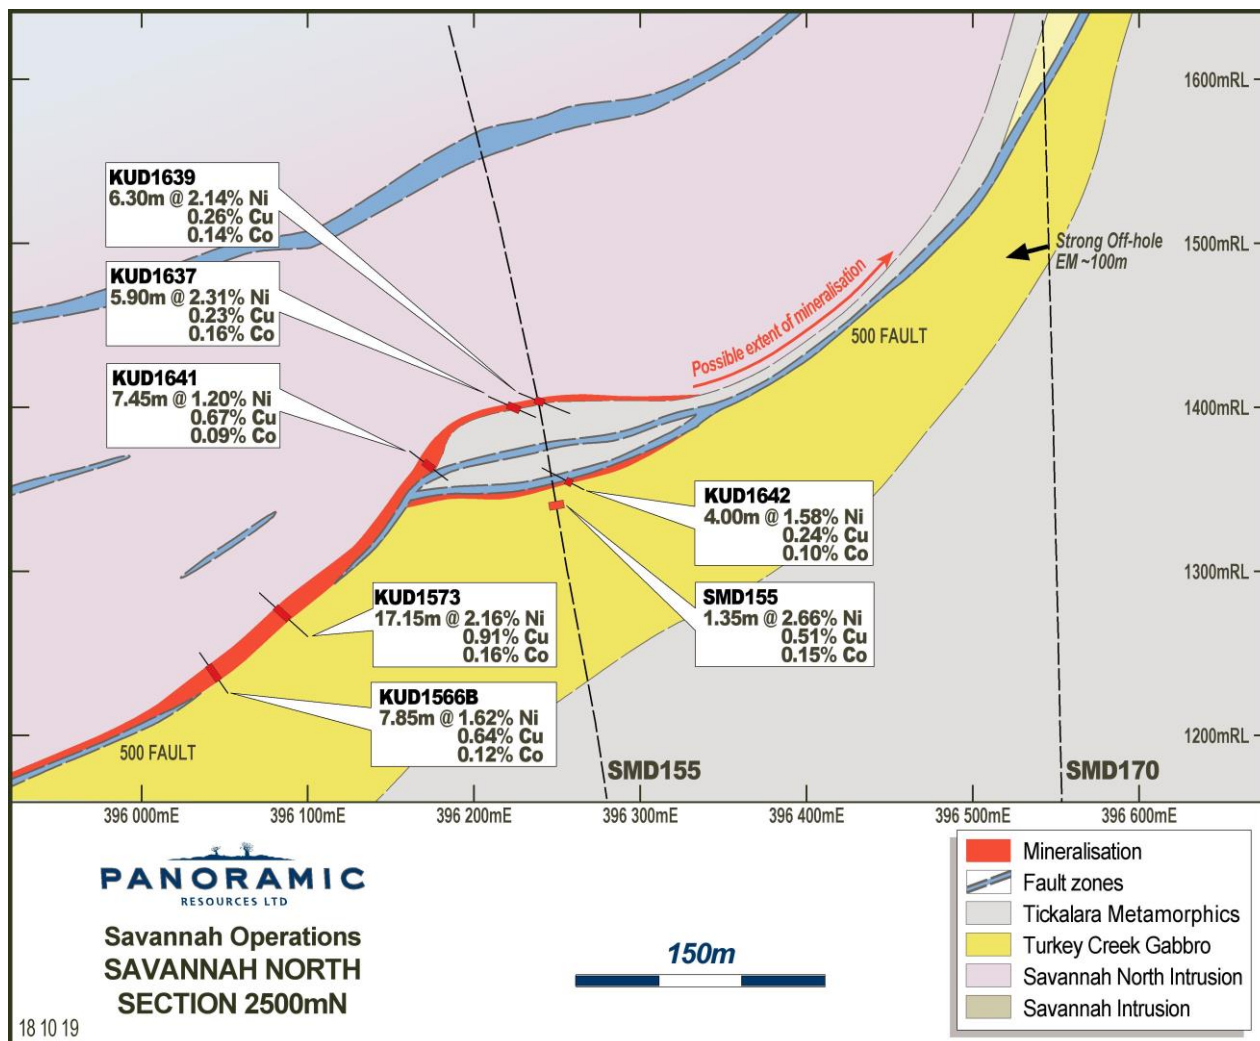 1600mRL
KUD1639
6.30m @ 2.14% Ni
0.26% Cu
0.14% Co
1500mRL
Strong Off-hole
EM ~100m
KUD1637
5.90m @ 2.31% Ni
0.23% Cu
0.16% Co
Possible extent of mineralisation
500 FAULT
KUD1641
7.45m @ 1.20% Ni
0.67% Cu
0.09% Co
1400mRL
KUD1642
4.00m @ 1.58% Ni
0.24% Cu
0.10% Co
1300mRL
KUD1573
17.15m @ 2.16% Ni
0.91% Cu
0.16% Co
SMD155
1.35m @ 2.66% Ni
0.51% Cu
0.15% Co
KUD1566B
7.85m @ 1.62% Ni
0.64% Cu
0.12% Co
500 FAULT
1200mRL
SMD155
SMD170
396 000mE
396 100mE
396 200mE
396 300mE
396 400mE
396 500mE
396 600mE
PANORAMIC
RESOURCES LTD
Savannah Operations
SAVANNAH NORTH
SECTION 2500mN
18 10 19
150m
Mineralisation
Fault zones
Tickalara Metamorphics
Turkey Creek Gabbro
Savannah North Intrusion
Savannah Intrusion